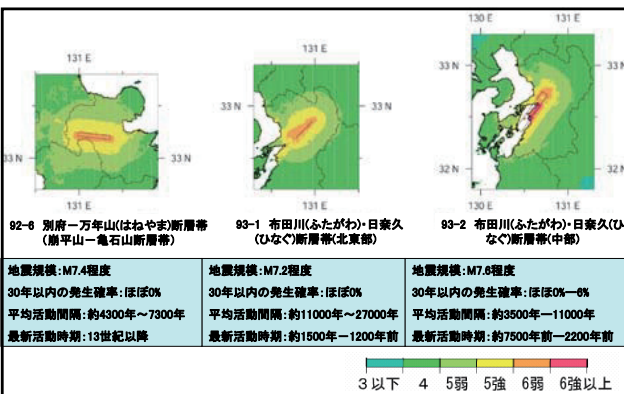 131 E
33 N
33 N
92-6 別府ー万年山(はねやま)断層帯
(崩平山ー亀石山断層帯)
地震規模:M7.4程度
30年以内の発生確率:ほぼ0%
平均活動間隔:約4300年～7300年
最新活動時期:13世紀以降
131 E
33 N
33 N
93-1 布田川(ふたがわ)・日奈久
(ひなぐ)断層帯(北東部)
地震規模:M7.2程度
30年以内の発生確率:ほぼ0%
平均活動間隔:約11000年～27000年
最新活動時期:約1500年ー1200年前
130 E 131 E
33 N
33 N
32 N
32 N
130 E 131 E
93-2 布田川(ふたがわ)・日奈久(ひ
なぐ)断層帯(中部)
地震規模:M7.6程度
30年以内の発生確率:ほぼ0%ー6%
平均活動間隔:約3500年ー11000年
最新活動時期:約7500年前ー2200年前
3以下 4 5弱 5強 6弱 6強以上